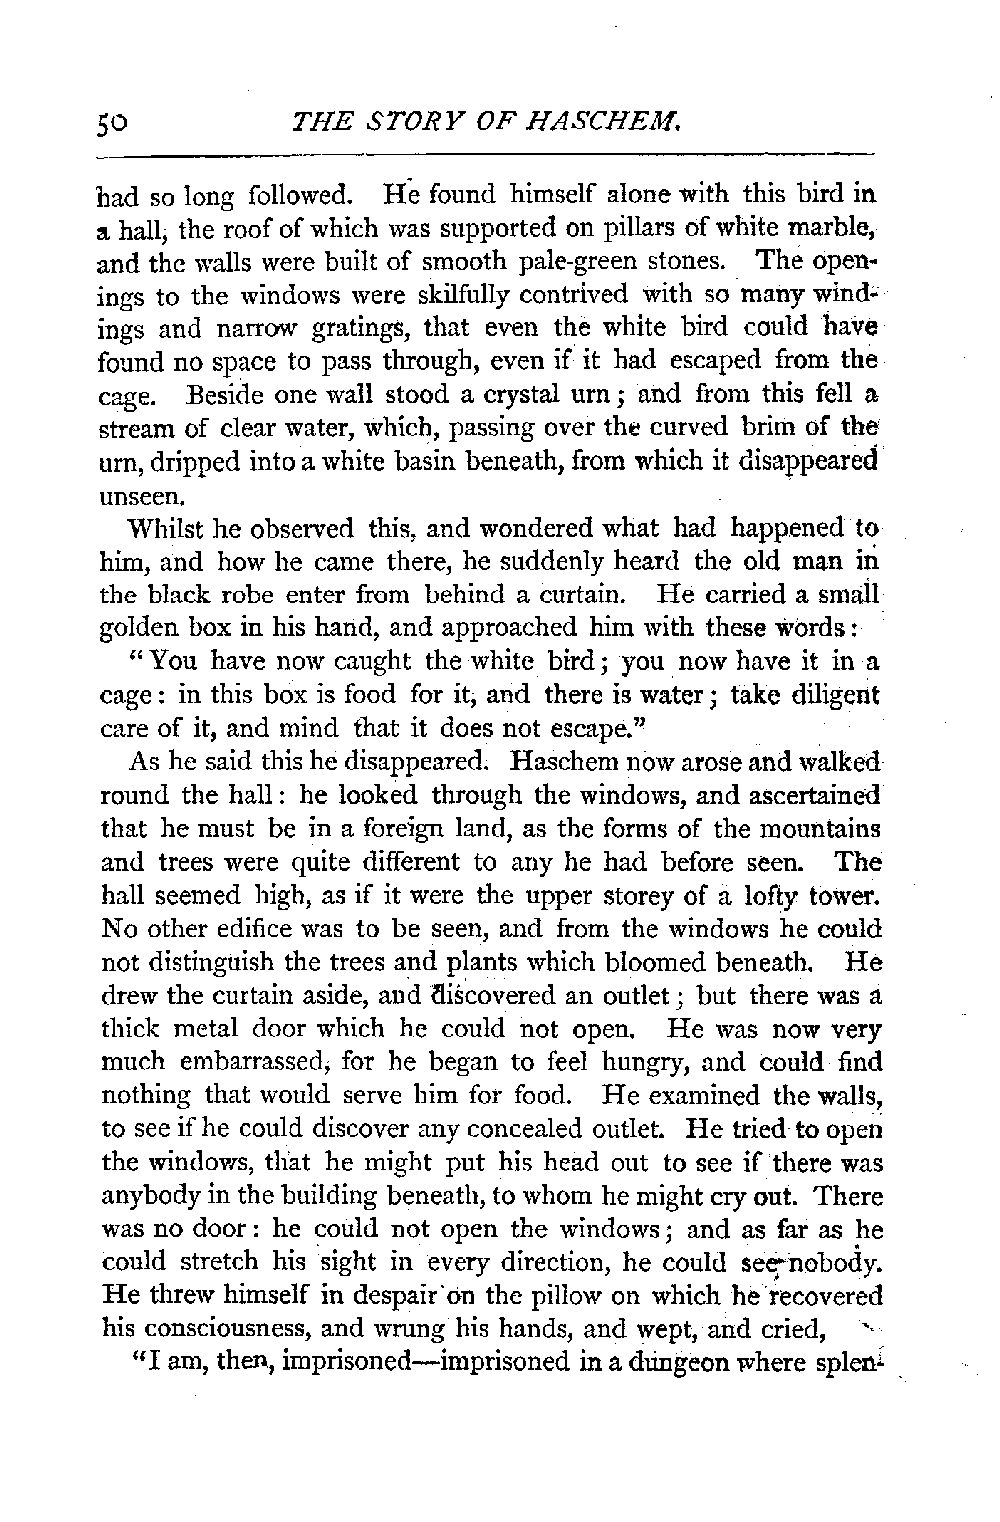 50 THE STORY OF HASCHEM.
had so long followed. He found himself alone with this bird in
a hall, the roof of which was supported on pillars of white marble,
and the walls were built of smooth pale-green stones. The open-
ings to the windows were skilfully contrived with so many wind-
ings and narrow gratings, that even the white bird could have
found no space to pass through, even if it had escaped from the
cage. Beside one wall stood a crystal urn; and from this fell a
stream of clear water, which, passing over the curved brim of the
urn, dripped into a white basin beneath, from which it disappeared
unseen.
Whilst he observed this, and wondered what had happened to
him, and how he came there, he suddenly heard the old man in
the black robe enter from behind a curtain. He carried a small
golden box in his hand, and approached him with these words:
"You have now caught the white bird; you now have it in a
cage: in this box is food for it, and there is water; take diligent
care of it, and mind that it does not escape."
As he said this he disappeared. Haschem now arose and walked
round the hall: he looked through the windows, and ascertained
that he must be in a foreign land, as the forms of the mountains
and trees were quite different to any he had before seen. The
hall seemed high, as if it were the upper storey of a lofty tower.
No other edifice was to be seen, and from the windows he could
not distinguish the trees and plants which bloomed beneath. He
drew the curtain aside, and discovered an outlet; but there was a
thick metal door which he could not open. He was now very
much embarrassed, for he began to feel hungry, and could find
nothing that would serve him for food. He examined the walls,
to see if he could discover any concealed outlet. He tried to open
the windows, that he might put his head out to see if there was
anybody in the building beneath, to whom he might cry out. There
was no door: he could not open the windows; and as far as he
could stretch his sight in every direction, he could see nobody.
He threw himself in despair on the pillow on which he recovered
his consciousness, and wrung his hands, and wept, and cried,
"I am, then, imprisoned—imprisoned in a dungeon where splen-